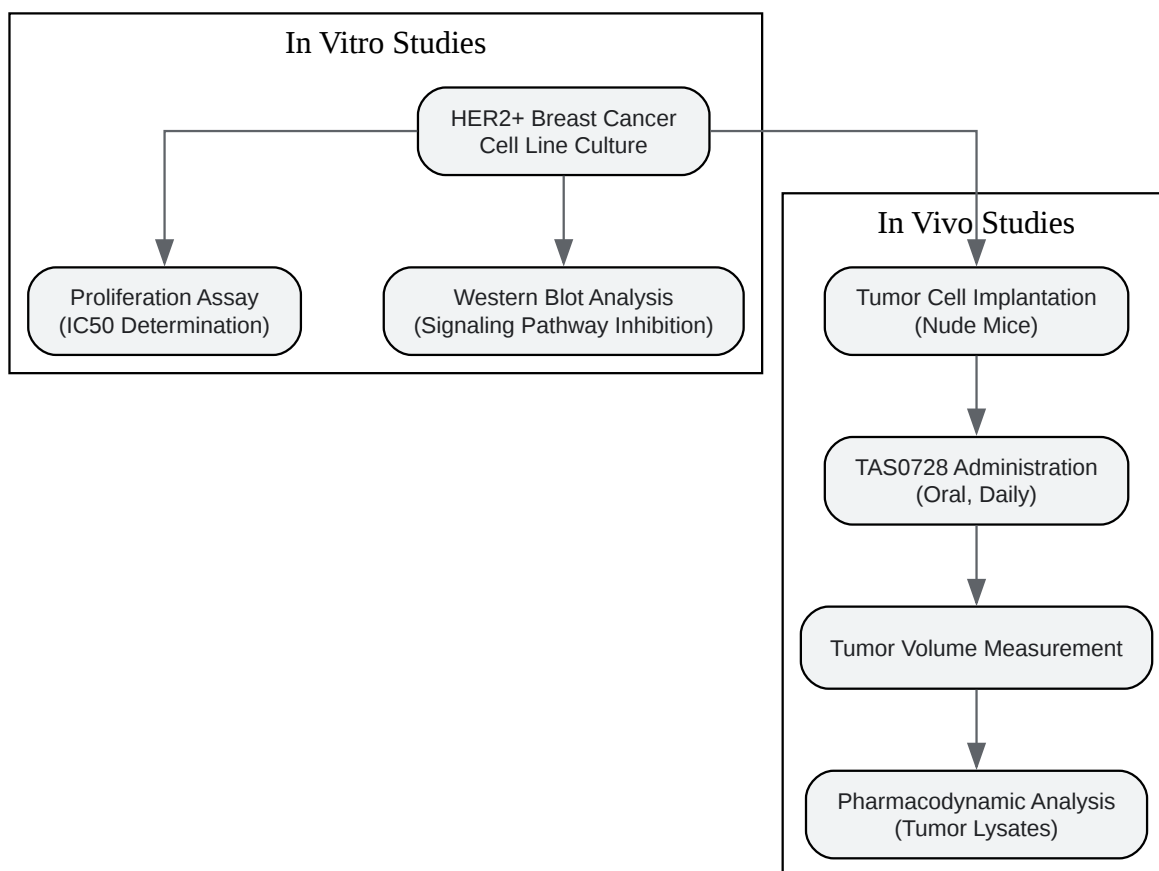 In Vitro Studies
HER2+ Breast Cancer
Cell Line Culture
Proliferation Assay
(IC50 Determination)
Western Blot Analysis
(Signaling Pathway Inhibition)
In Vivo Studies
Tumor Cell Implantation
(Nude Mice)
TAS0728 Administration
(Oral, Daily)
Tumor Volume Measurement
Pharmacodynamic Analysis
(Tumor Lysates)